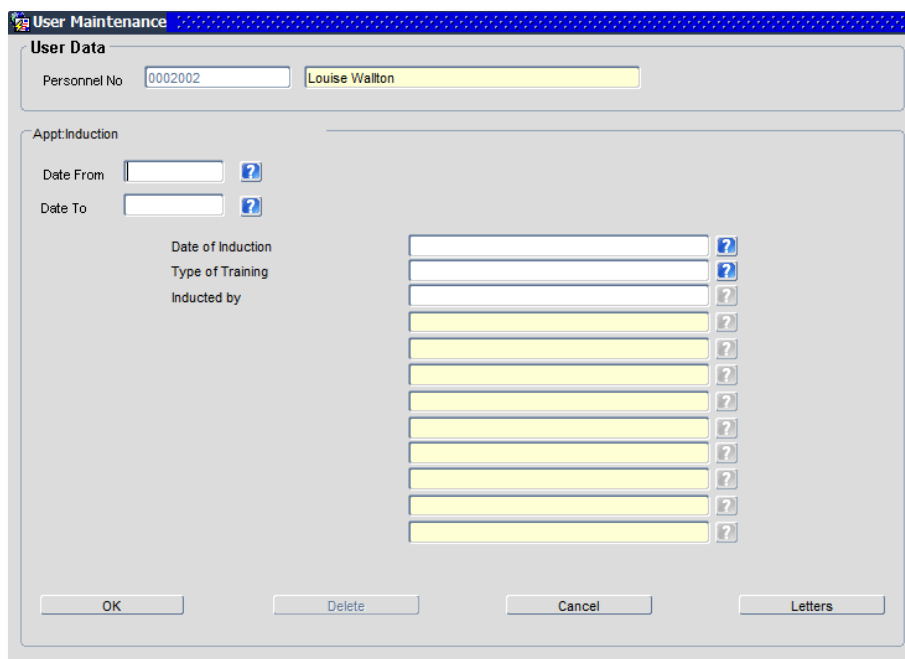 User Maintenance
User Data
Personnel No 0002002 Louise Wallton
Appt:Induction
Date From ?
Date To ?
Date of Induction ?
Type of Training ?
Inducted by ?
?
?
?
?
?
?
?
?
?
OK Delete Cancel Letters